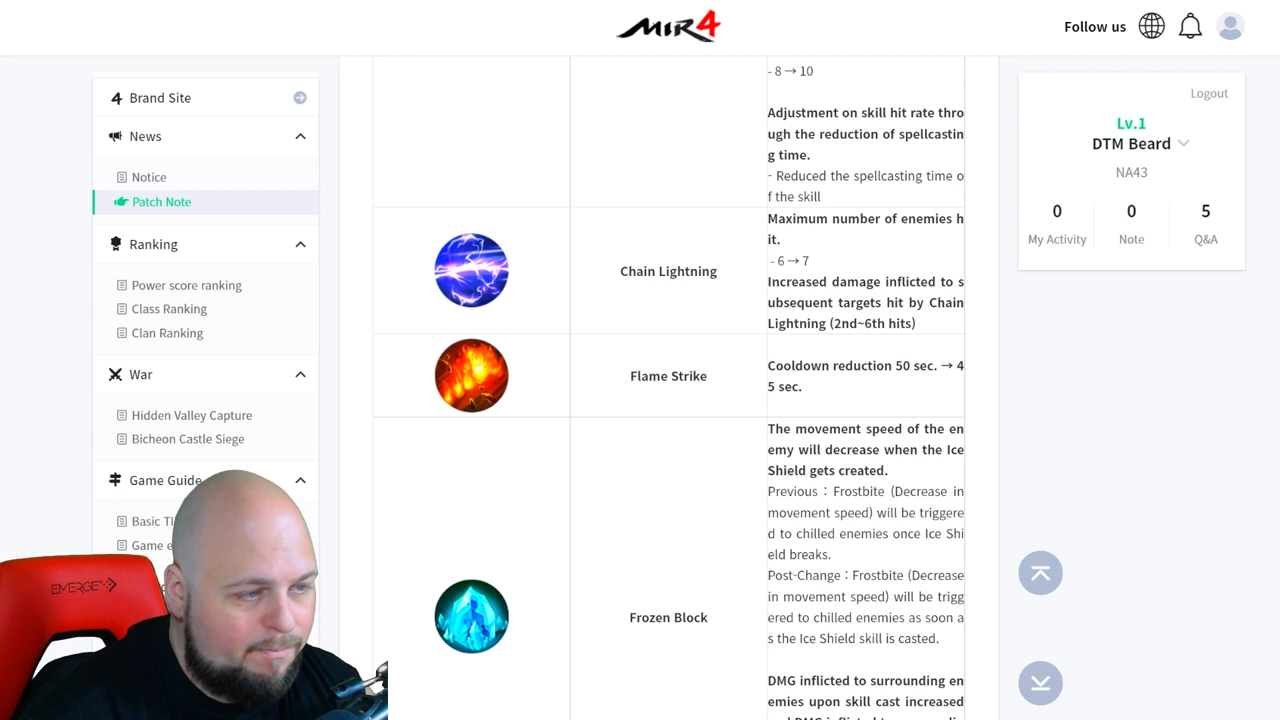 MIR4
Follow us
Brand Site
News
Notice
Patch Note
Ranking
Power score ranking
Class Ranking
Clan Ranking
War
Hidden Valley Capture
Bicheon Castle Siege
Game Guide
Basic
Game
EMERGE
- 8 → 10
Adjustment on skill hit rate thro
ugh the reduction of spellcastin
g time.
- Reduced the spellcasting time o
f the skill
Chain Lightning
Maximum number of enemies h
it.
- 6 → 7
Increased damage inflicted to s
ubsequent targets hit by Chain
Lightning (2nd~6th hits)
Flame Strike
Cooldown reduction 50 sec. → 4
5 sec.
Frozen Block
The movement speed of the en
emy will decrease when the Ice
Shield gets created.
Previous : Frostbite (Decrease in
movement speed) will be triggere
d to chilled enemies once Ice Shi
eld breaks.
Post-Change : Frostbite (Decrease
in movement speed) will be trigg
ered to chilled enemies as soon a
s the Ice Shield skill is casted.
DMG inflicted to surrounding en
emies upon skill cast increased
Logout
Lv.1
DTM Beard
NA43
0 0 5
My Activity Note Q&A